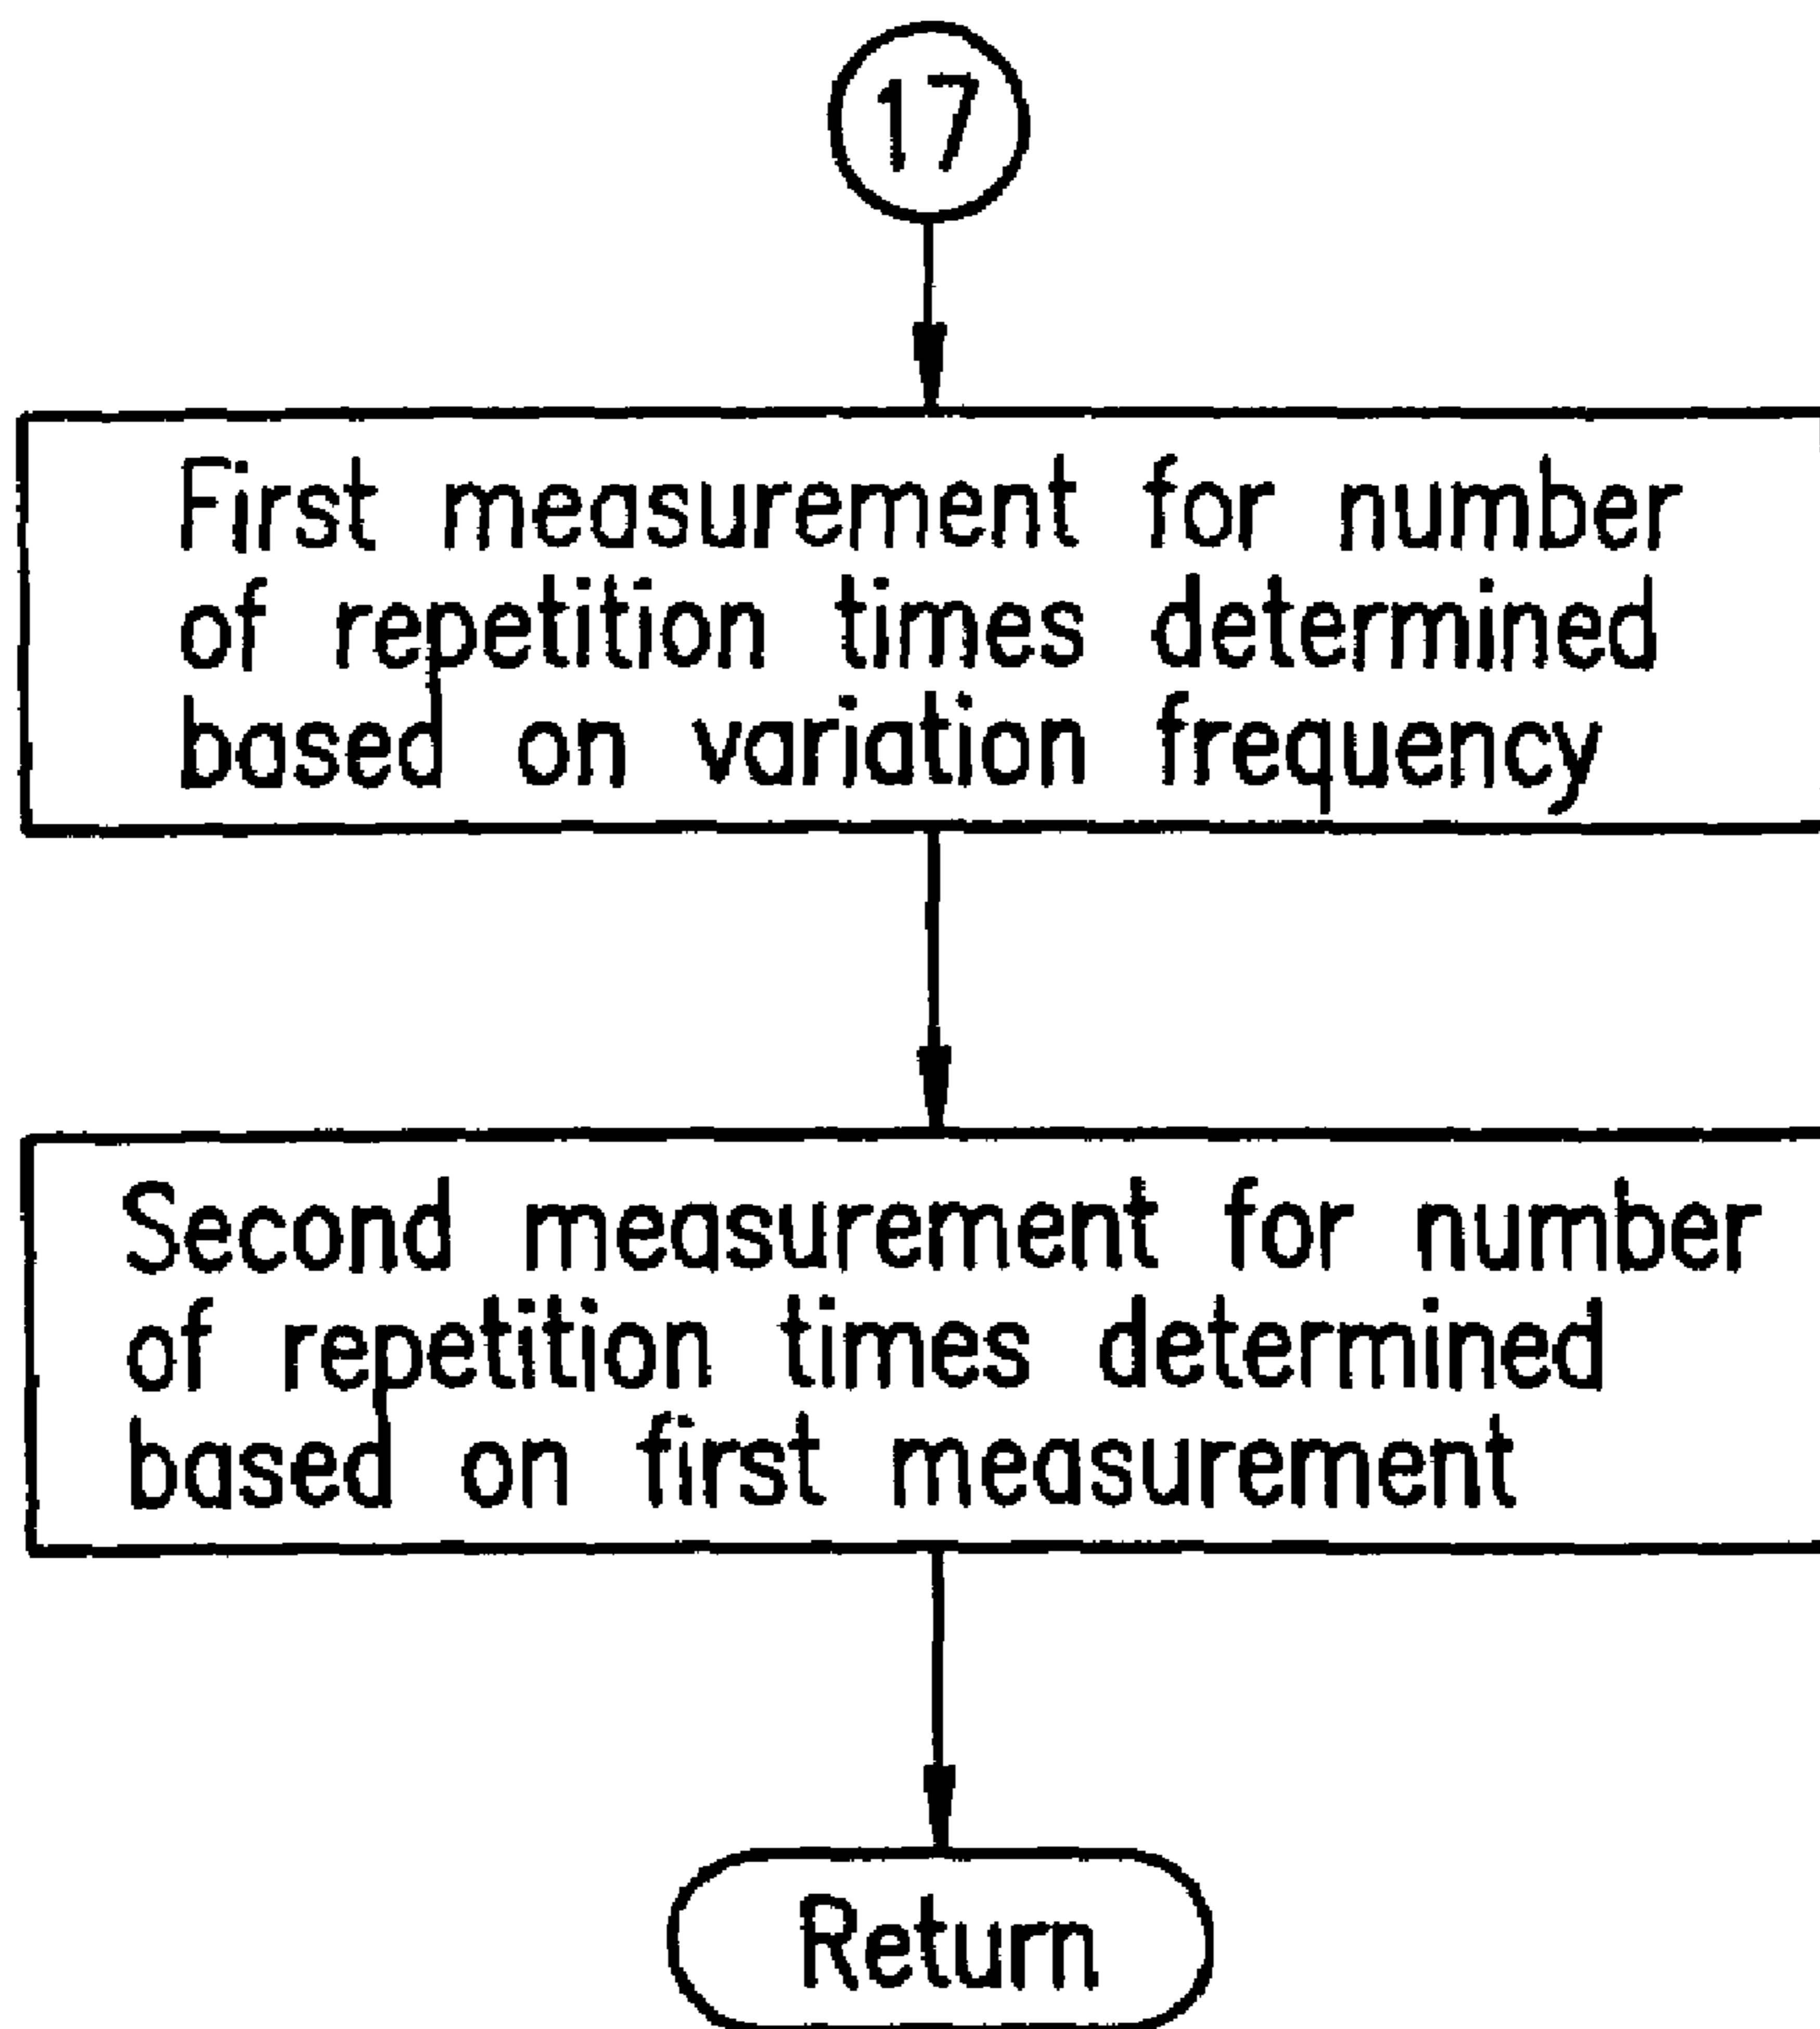 17
First measurement for number
of repetition times determined
based on variation frequency
Second measurement for number
of repetition times determined
based on first measurement
Return